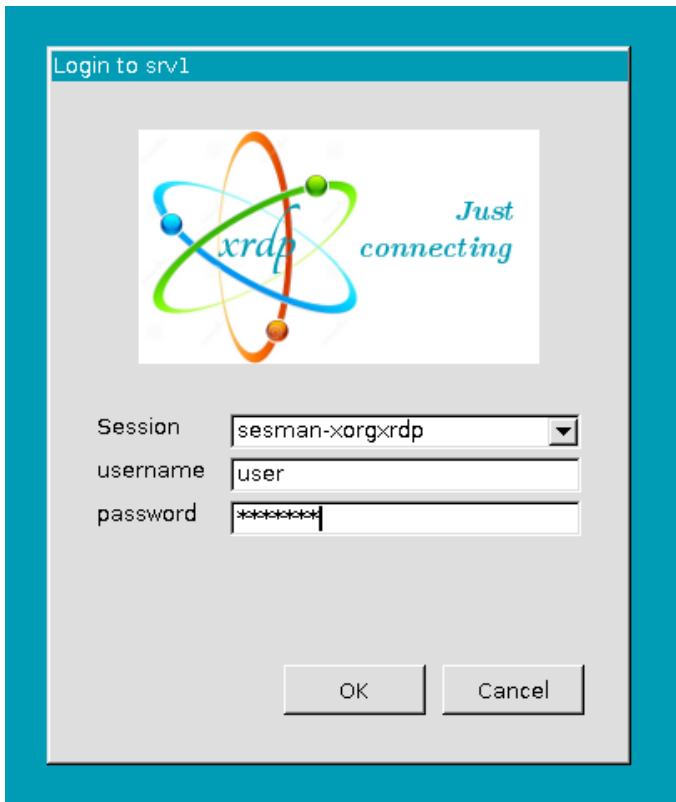 Login to srv1
xrdp
Just
connecting
Session
sesman-xorgxrdp
username
user
password
*******
OK
Cancel